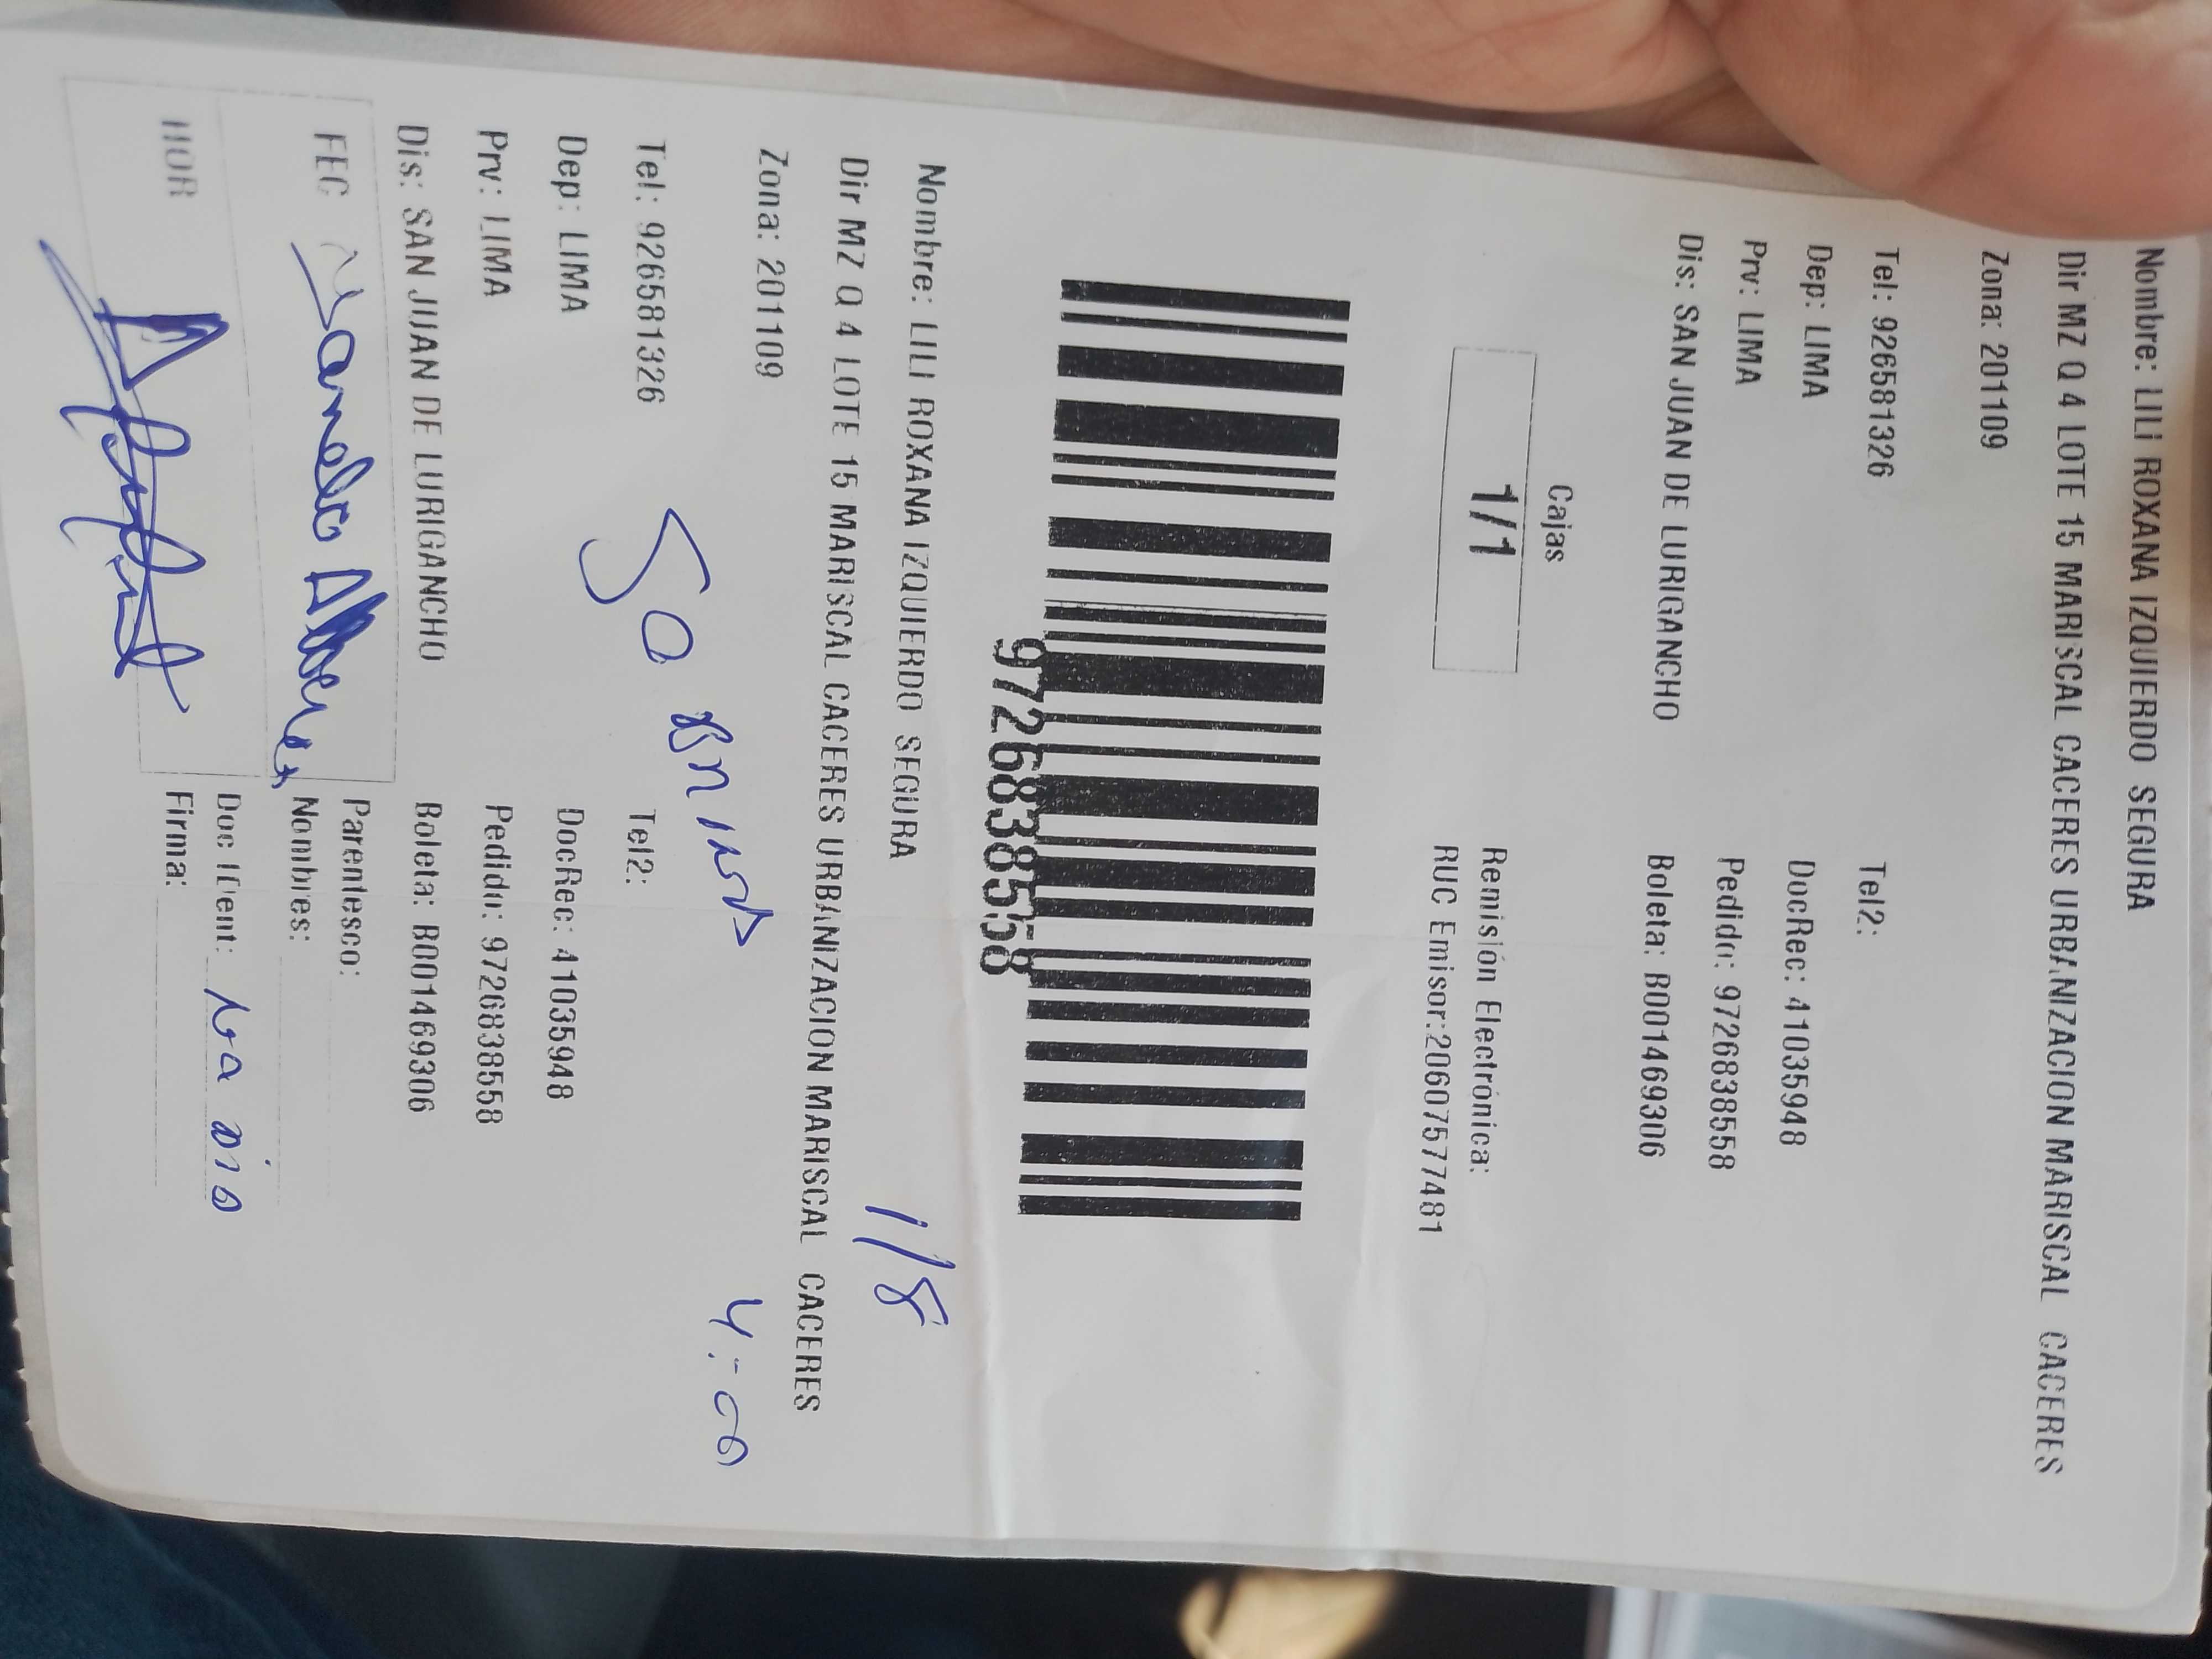 Nombre: LILI ROXANA IZQUIERDO SEGURA
Dir MZ Q 4 LOTE 15 MARISCAL CACERES URBANIZACION MARISCAL CACERES
Zona: 201109
Tel: 926581326 Tel2:
Dep: LIMA DocRec: 41035948
Prv: LIMA Pedido: 9726838558
Dis: SAN JUAN DE LURIGANCHO Boleta: B001469306
Cajas
1/1
Remisión Electrónica:
RUC Emisor:20607577481
9726838558
1/8
Nombre: LILI ROXANA IZQUIERDO SEGURA
Dir MZ Q 4 LOTE 15 MARISCAL CACERES URBANIZACION MARISCAL CACERES
Zona: 201109
4:00
Tel: 926581326 Tel2:
Dep: LIMA DocRec: 41035948
Prv: LIMA Pedido: 9726838558
Dis: SAN JUAN DE LURIGANCHO Boleta: B001469306
Parentesco:
FEC Nombres:
Doc IDent:
HOR Firma: